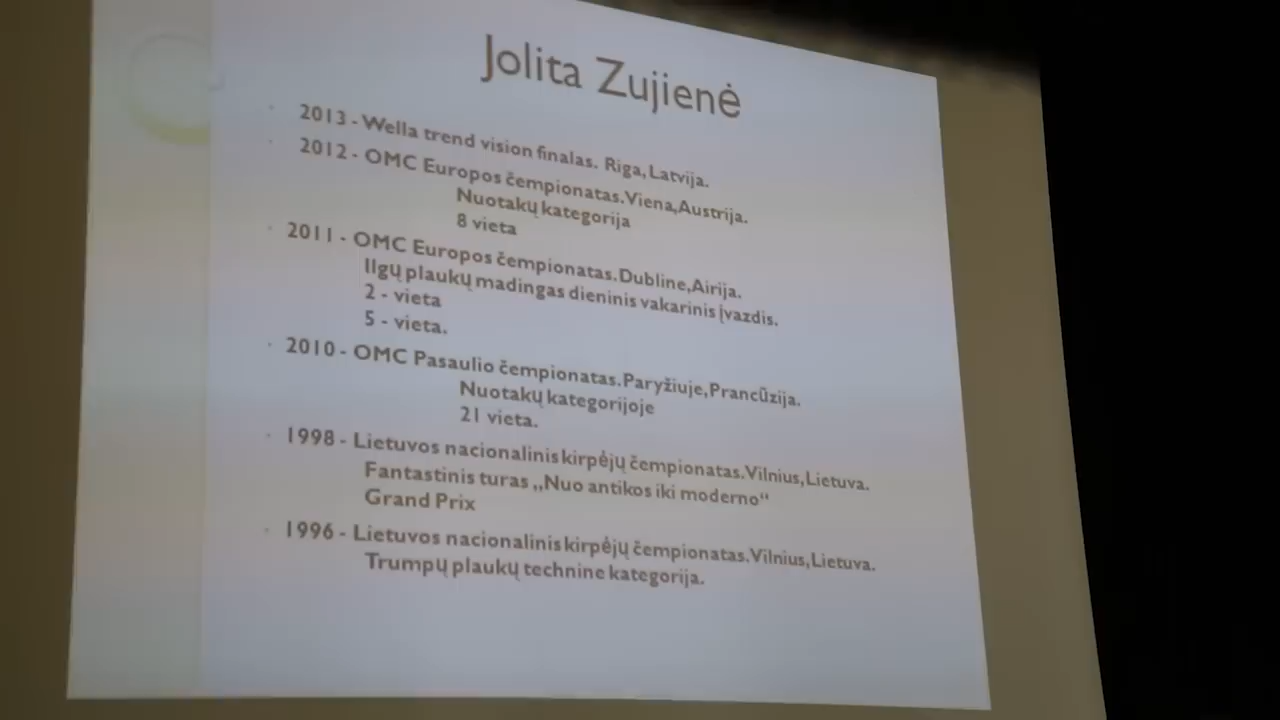 Jolita Zujienė
2013 - Wella trend vision finalas. Riga, Latvija.
2012 - OMC Europos čempionatas. Viena, Austrija.
Nuotakų kategorija
8 vieta
2011 - OMC Europos čempionatas. Dubline, Airija.
Ilgų plaukų madingas dieninis vakarinis įvazdis.
2 - vieta
5 - vieta.
2010 - OMC Pasaulio čempionatas. Paryžiuje, Prancūzija.
Nuotakų kategorijoje
21 vieta.
1998 - Lietuvos nacionalinis kirpėjų čempionatas. Vilnius, Lietuva.
Fantastinis turas „Nuo antikos iki moderno“
Grand Prix
1996 - Lietuvos nacionalinis kirpėjų čempionatas. Vilnius, Lietuva.
Trumpų plaukų technine kategorija.